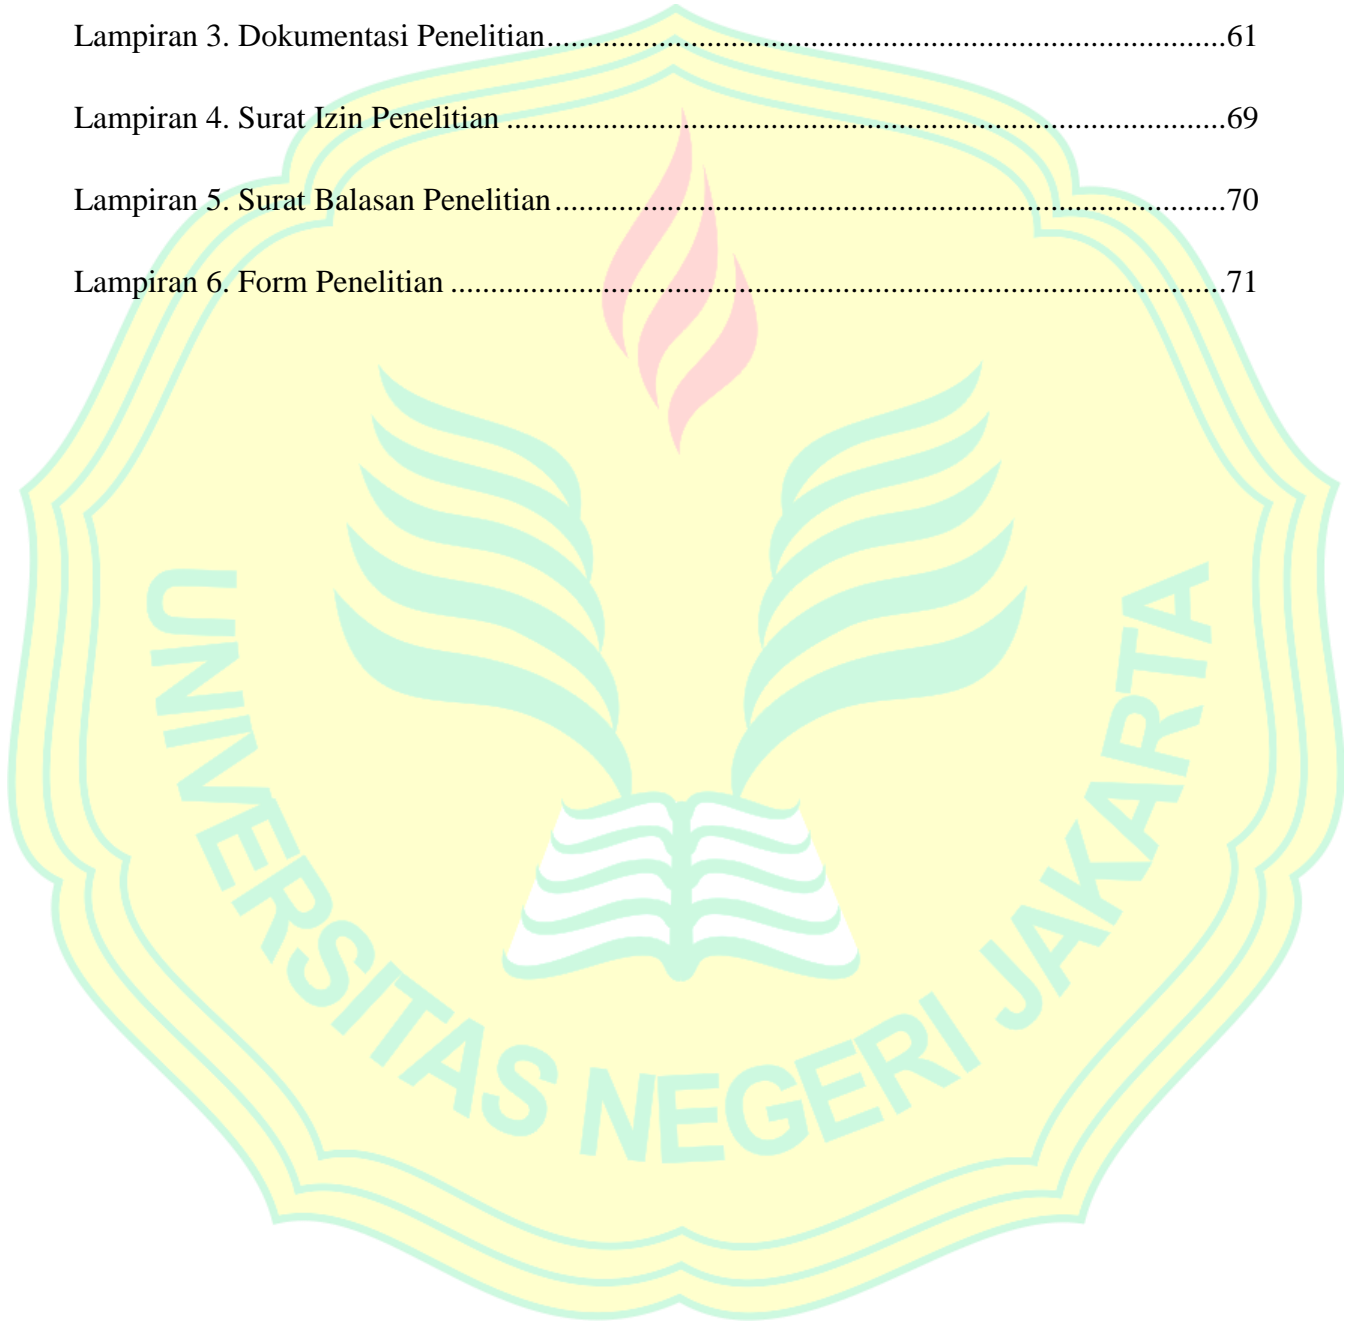 Lampiran 3. Dokumentasi Penelitian.....................................................................................61
Lampiran 4. Surat Izin Penelitian ..........................................................................................69
Lampiran 5. Surat Balasan Penelitian....................................................................................70
Lampiran 6. Form Penelitian .................................................................................................71
UNIVERSITAS NEGERI JAKARTA